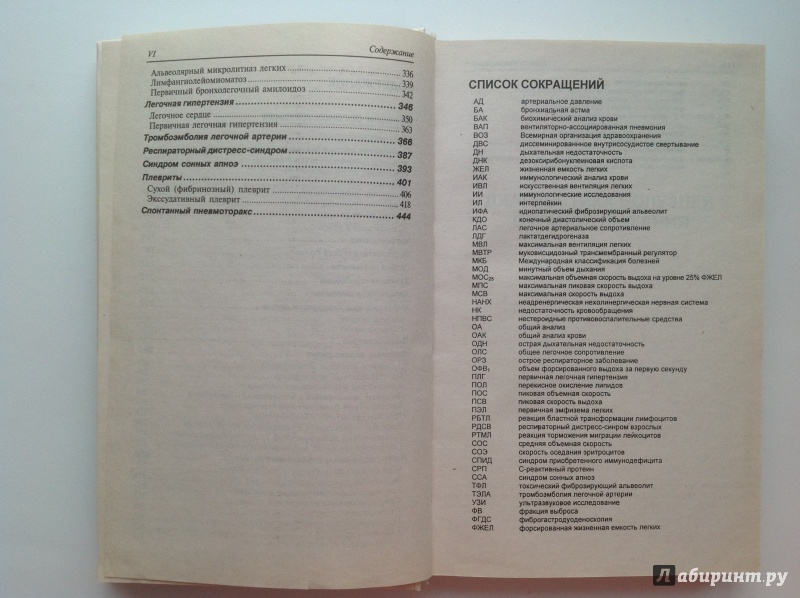 VI Содержание
Альвеолярный микролитиаз легких 336
Лимфангиолейомиоматоз 339
Первичный бронхолегочный амилоидоз 342
Легочная гипертензия 346
Легочное сердце 350
Первичная легочная гипертензия 363
Тромбоэмболия легочной артерии 366
Респираторный дистресс-синдром 387
Синдром сонных апноэ 393
Плевриты 401
Сухой (фибринозный) плеврит 406
Экссудативный плеврит 418
Спонтанный пневмоторакс 444
СПИСОК СОКРАЩЕНИЙ
АД артериальное давление
БА бронхиальная астма
БАК биохимический анализ крови
ВАП вентиляторно-ассоциированная пневмония
ВОЗ Всемирная организация здравоохранения
ДВС диссеминированное внутрисосудистое свертывание
ДН дыхательная недостаточность
ДНК дезоксирибонуклеиновая кислота
ЖЕЛ жизненная емкость легких
ИАК иммунологический анализ крови
ИВЛ искусственная вентиляция легких
ИИ иммунологические исследования
ИЛ интерлейкин
ИФА идиопатический фиброзирующий альвеолит
КДО конечный диастолический объем
ЛАС легочное артериальное сопротивление
ЛДГ лактатдегидрогеназа
МВЛ максимальная вентиляция легких
МВТР муковисцидозный трансмембранный регулятор
МКБ Международная классификация болезней
МОД минутный объем дыхания
МОС25 максимальная объемная скорость выдоха на уровне 25% ФЖЕЛ
МПС максимальная пиковая скорость выдоха
МСВ максимальная скорость выдоха
НАНХ неадренергическая нехолинергическая нервная система
НК недостаточность кровообращения
НПВС нестероидные противовоспалительные средства
ОА общий анализ
ОАК общий анализ крови
ОДН острая дыхательная недостаточность
ОЛС общее легочное сопротивление
ОРЗ острое респираторное заболевание
ОФВ1 объем форсированного выдоха за первую секунду
ПЛГ первичная легочная гипертензия
ПОЛ перекисное окисление липидов
ПОС пиковая объемная скорость
ПСВ пиковая скорость выдоха
ПЭЛ первичная эмфизема легких
РБТЛ реакция бластной трансформации лимфоцитов
РДСВ респираторный дистресс-синром взрослых
РТМЛ реакция торможения миграции лейкоцитов
СОС средняя объемная скорость
СОЭ скорость оседания эритроцитов
СПИД синдром приобретенного иммунодефицита
СРП С-реактивный протеин
ССА синдром сонных апноэ
ТФЛ токсический фиброзирующий альвеолит
ТЭЛА тромбоэмболия легочной артерии
УЗИ ультразвуковое исследование
ФВ фракция выброса
ФГДС фиброгастродуоденоскопия
ФЖЕЛ форсированная жизненная емкость легких
Лабиринт.ру